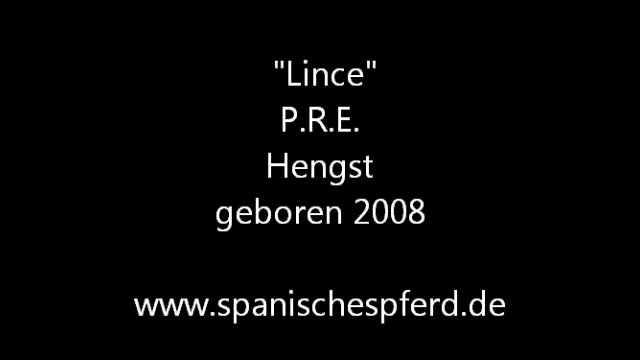 "Lince"
P.R.E.
Hengst
geboren 2008
www.spanischespferd.de